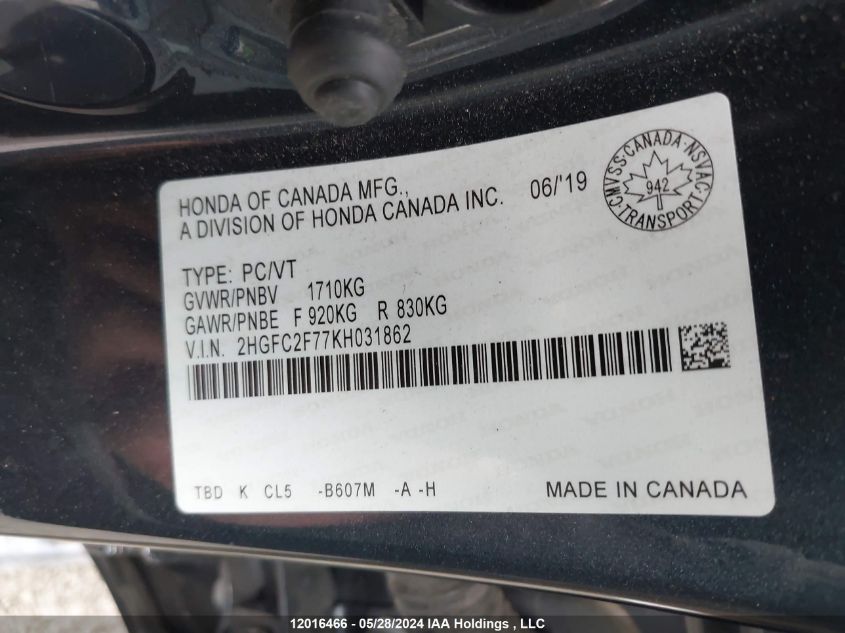 HONDA OF CANADA MFG.,
A DIVISION OF HONDA CANADA INC. 06/'19
CMVSS·CANADA·NSVAC·TRANSPORT·
942
TYPE: PC/VT
GVWR/PNBV 1710KG
GAWR/PNBE F 920KG R 830KG
V.I.N. 2HGFC2F77KH031862
TBD K CL5 -B607M -A -H MADE IN CANADA
12016466 - 05/28/2024 IAA Holdings , LLC